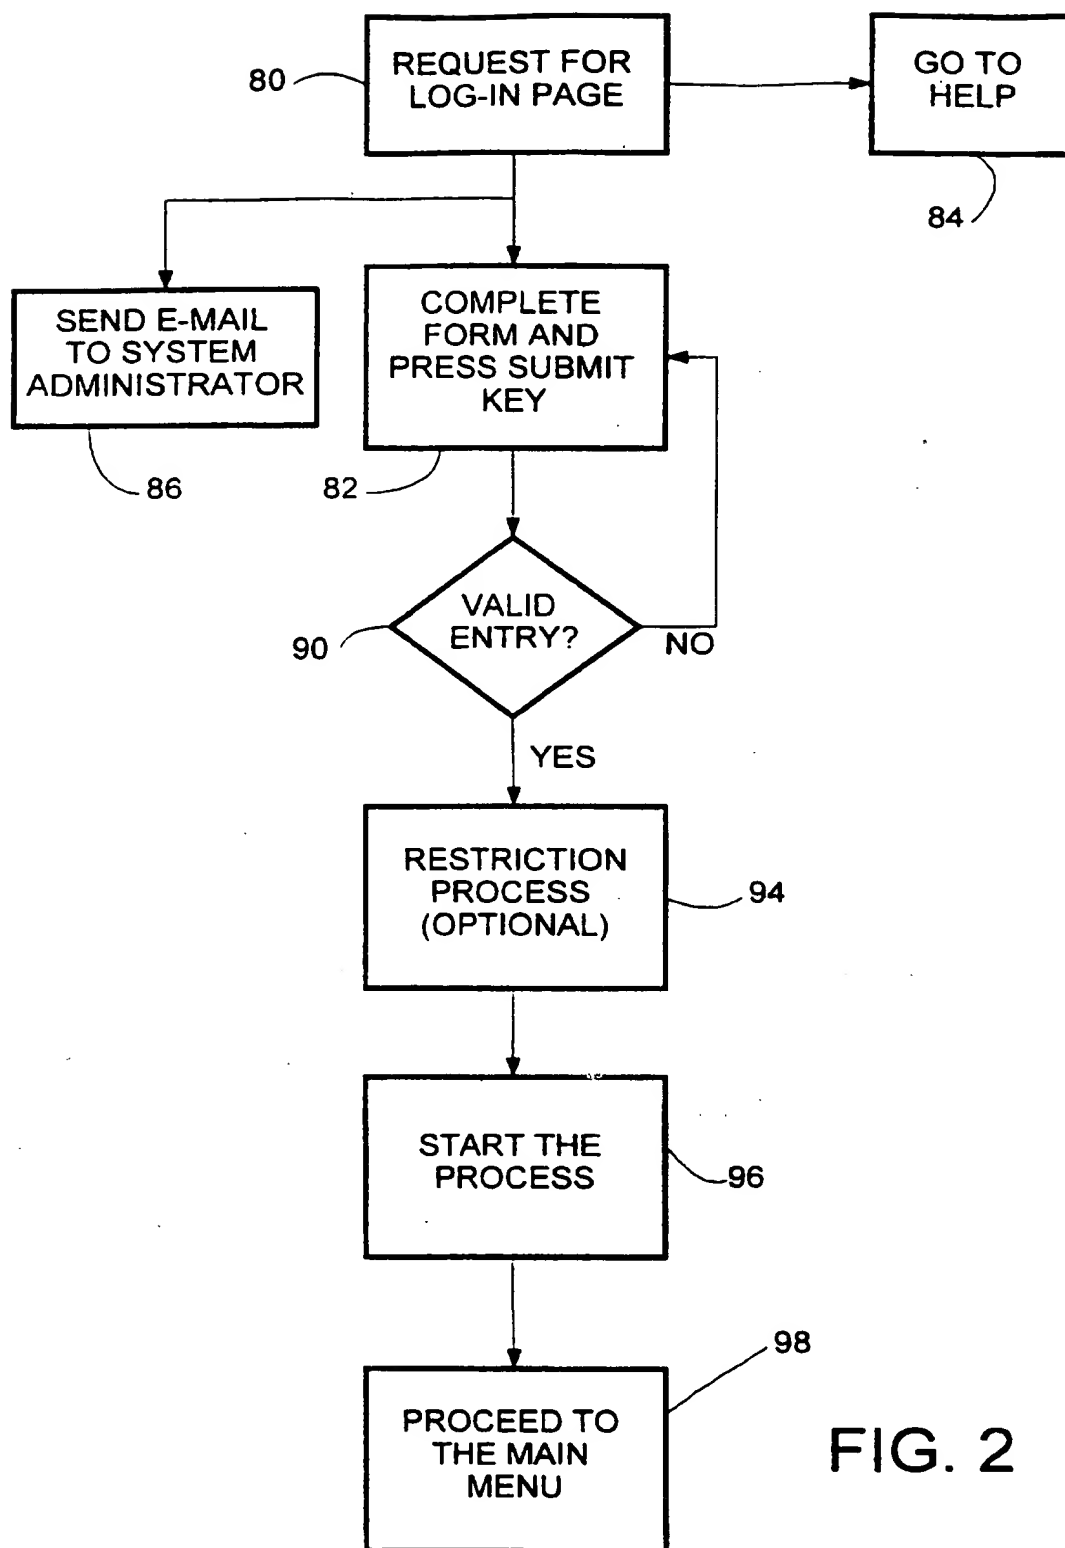 80
REQUEST FOR
LOG-IN PAGE
GO TO
HELP
84
SEND E-MAIL
TO SYSTEM
ADMINISTRATOR
86
COMPLETE
FORM AND
PRESS SUBMIT
KEY
82
VALID
ENTRY?
90
NO
YES
RESTRICTION
PROCESS
(OPTIONAL)
94
START THE
PROCESS
96
98
PROCEED TO
THE MAIN
MENU
FIG. 2